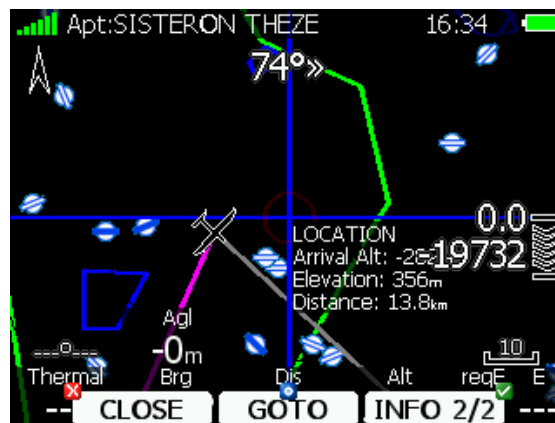 Apt:SISTERON THEZE 16:34
74°»
0.0
LOCATION
Arrival Alt:
19732
Elevation: 356m
Distance: 13.8km
Agl
-0m
10
Thermal Brg Dis Alt reqE E
CLOSE GOTO INFO 2/2